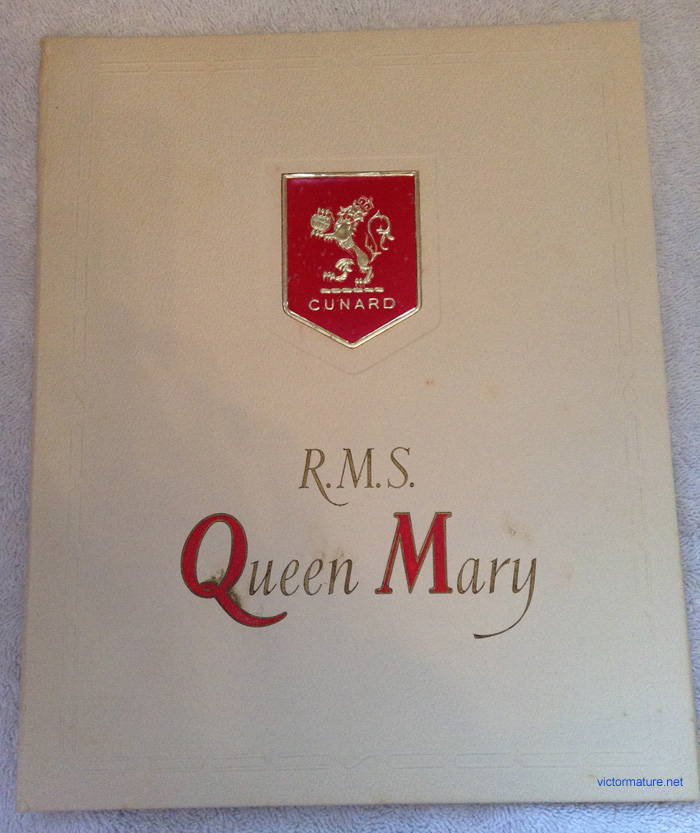 CUNARD
R.M.S.
Queen Mary
victormature.net